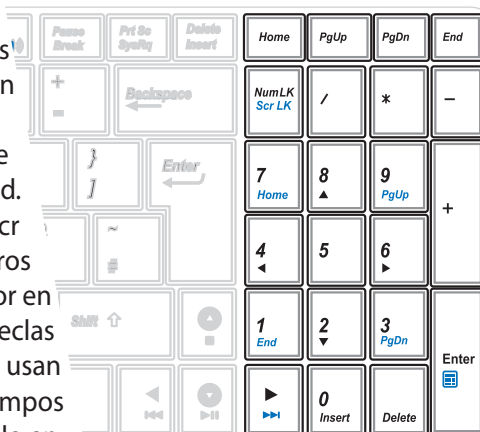 s
n
e
d.
cr
ros
or en
eclas
usan
mpos
Pause Break
Prt Sc SysRq
Delete Insert
Home
PgUp
PgDn
End
+
-
Backspace
Num LK
Scr LK
/
*
-
}
]
Enter
7
Home
8
9
PgUp
+
~
#
4
5
6
Shift
1
End
2
3
PgDn
Enter
0
Insert
Delete